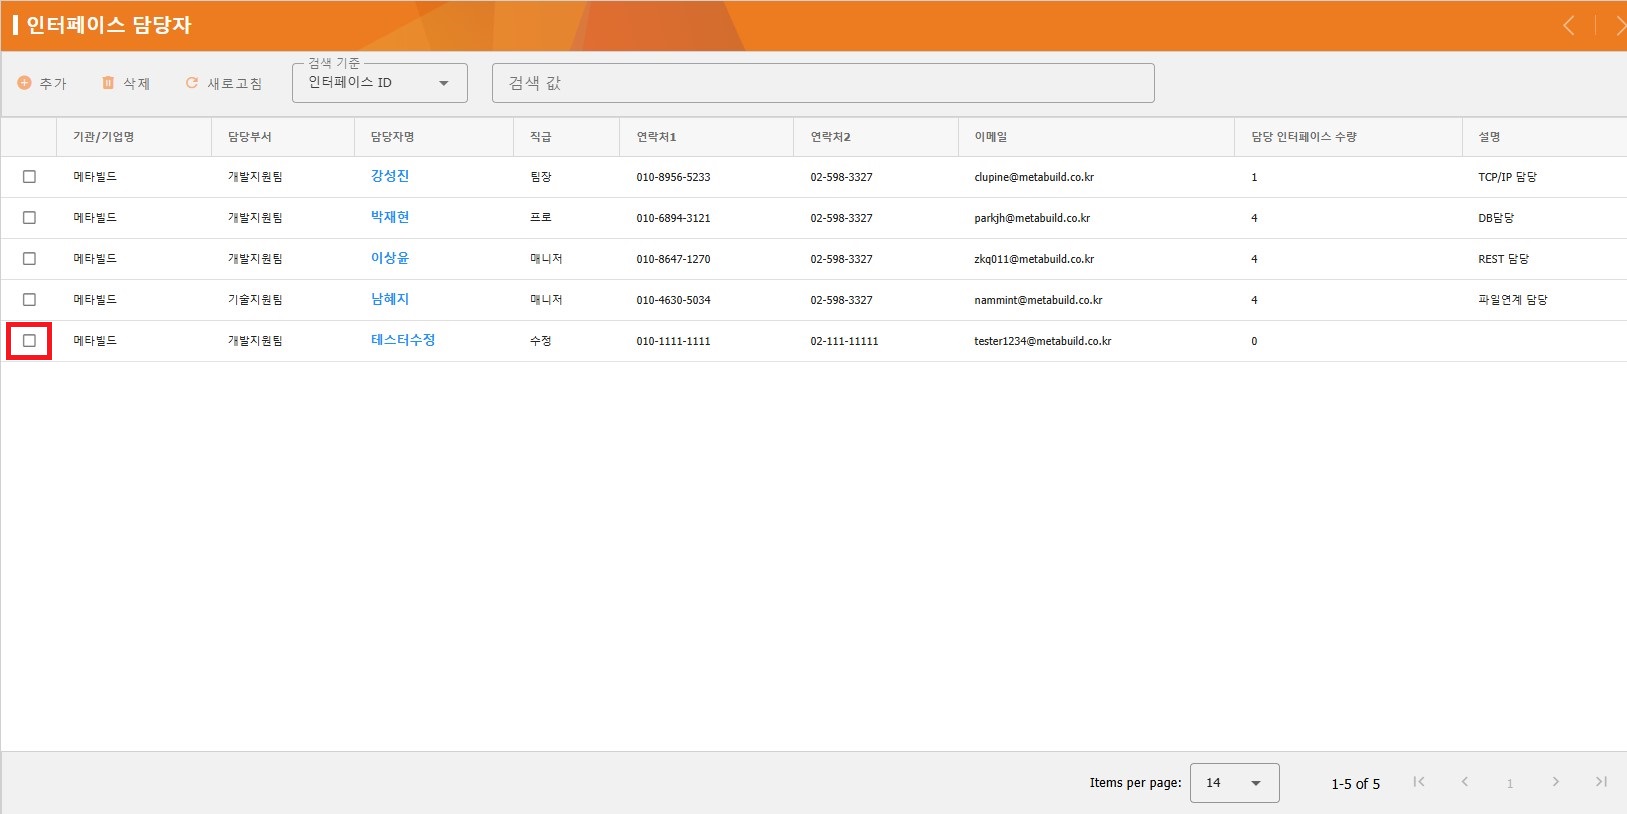 인터페이스 담당자
추가 삭제 새로고침 검색 기준 인터페이스 ID 검색 값
기관/기업명 담당부서 담당자명 직급 연락처1 연락처2 이메일 담당 인터페이스 수량 설명
메타빌드 개발지원팀 강성진 팀장 010-8956-5233 02-598-3327 clupine@metabuild.co.kr 1 TCP/IP 담당
메타빌드 개발지원팀 박재현 프로 010-6894-3121 02-598-3327 parkjh@metabuild.co.kr 4 DB담당
메타빌드 개발지원팀 이상윤 매니저 010-8647-1270 02-598-3327 zkq011@metabuild.co.kr 4 REST 담당
메타빌드 기술지원팀 남혜지 매니저 010-4630-5034 02-598-3327 nammint@metabuild.co.kr 4 파일연계 담당
메타빌드 개발지원팀 테스터수정 수정 010-1111-1111 02-111-11111 tester1234@metabuild.co.kr 0
Items per page: 14 1-5 of 5 1